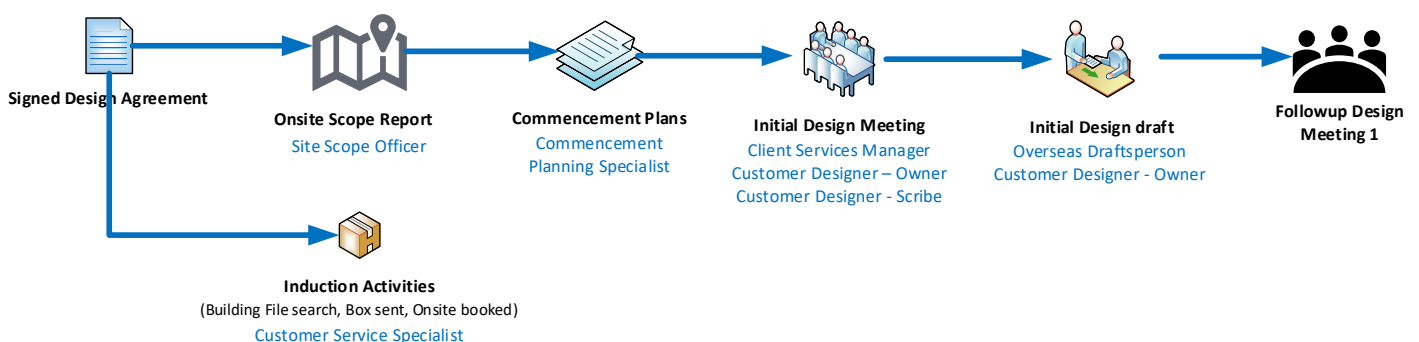 Signed Design Agreement
Onsite Scope Report
Site Scope Officer
Commencement Plans
Commencement
Planning Specialist
Initial Design Meeting
Client Services Manager
Customer Designer – Owner
Customer Designer - Scribe
Initial Design draft
Overseas Draftsperson
Customer Designer - Owner
Followup Design
Meeting 1
Induction Activities
(Building File search, Box sent, Onsite booked)
Customer Service Specialist